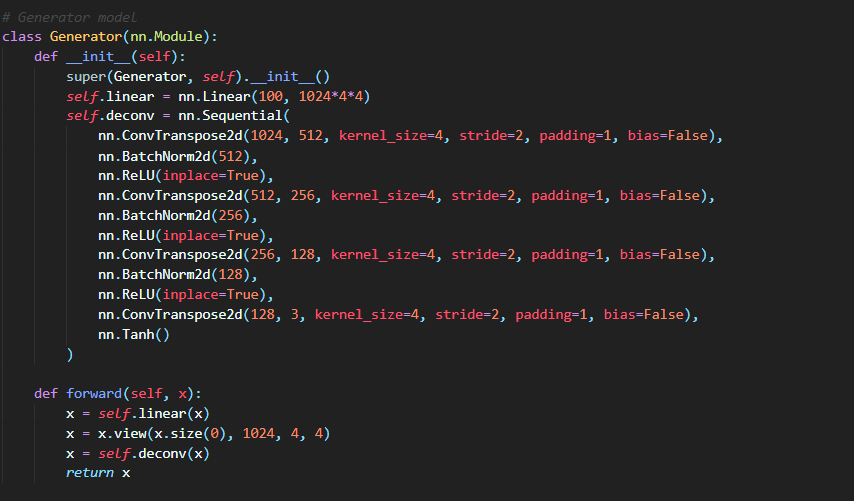 # Generator model
class Generator(nn.Module):
    def __init__(self):
        super(Generator, self).__init__()
        self.linear = nn.Linear(100, 1024*4*4)
        self.deconv = nn.Sequential(
            nn.ConvTranspose2d(1024, 512, kernel_size=4, stride=2, padding=1, bias=False),
            nn.BatchNorm2d(512),
            nn.ReLU(inplace=True),
            nn.ConvTranspose2d(512, 256, kernel_size=4, stride=2, padding=1, bias=False),
            nn.BatchNorm2d(256),
            nn.ReLU(inplace=True),
            nn.ConvTranspose2d(256, 128, kernel_size=4, stride=2, padding=1, bias=False),
            nn.BatchNorm2d(128),
            nn.ReLU(inplace=True),
            nn.ConvTranspose2d(128, 3, kernel_size=4, stride=2, padding=1, bias=False),
            nn.Tanh()
        )
    def forward(self, x):
        x = self.linear(x)
        x = x.view(x.size(0), 1024, 4, 4)
        x = self.deconv(x)
        return x